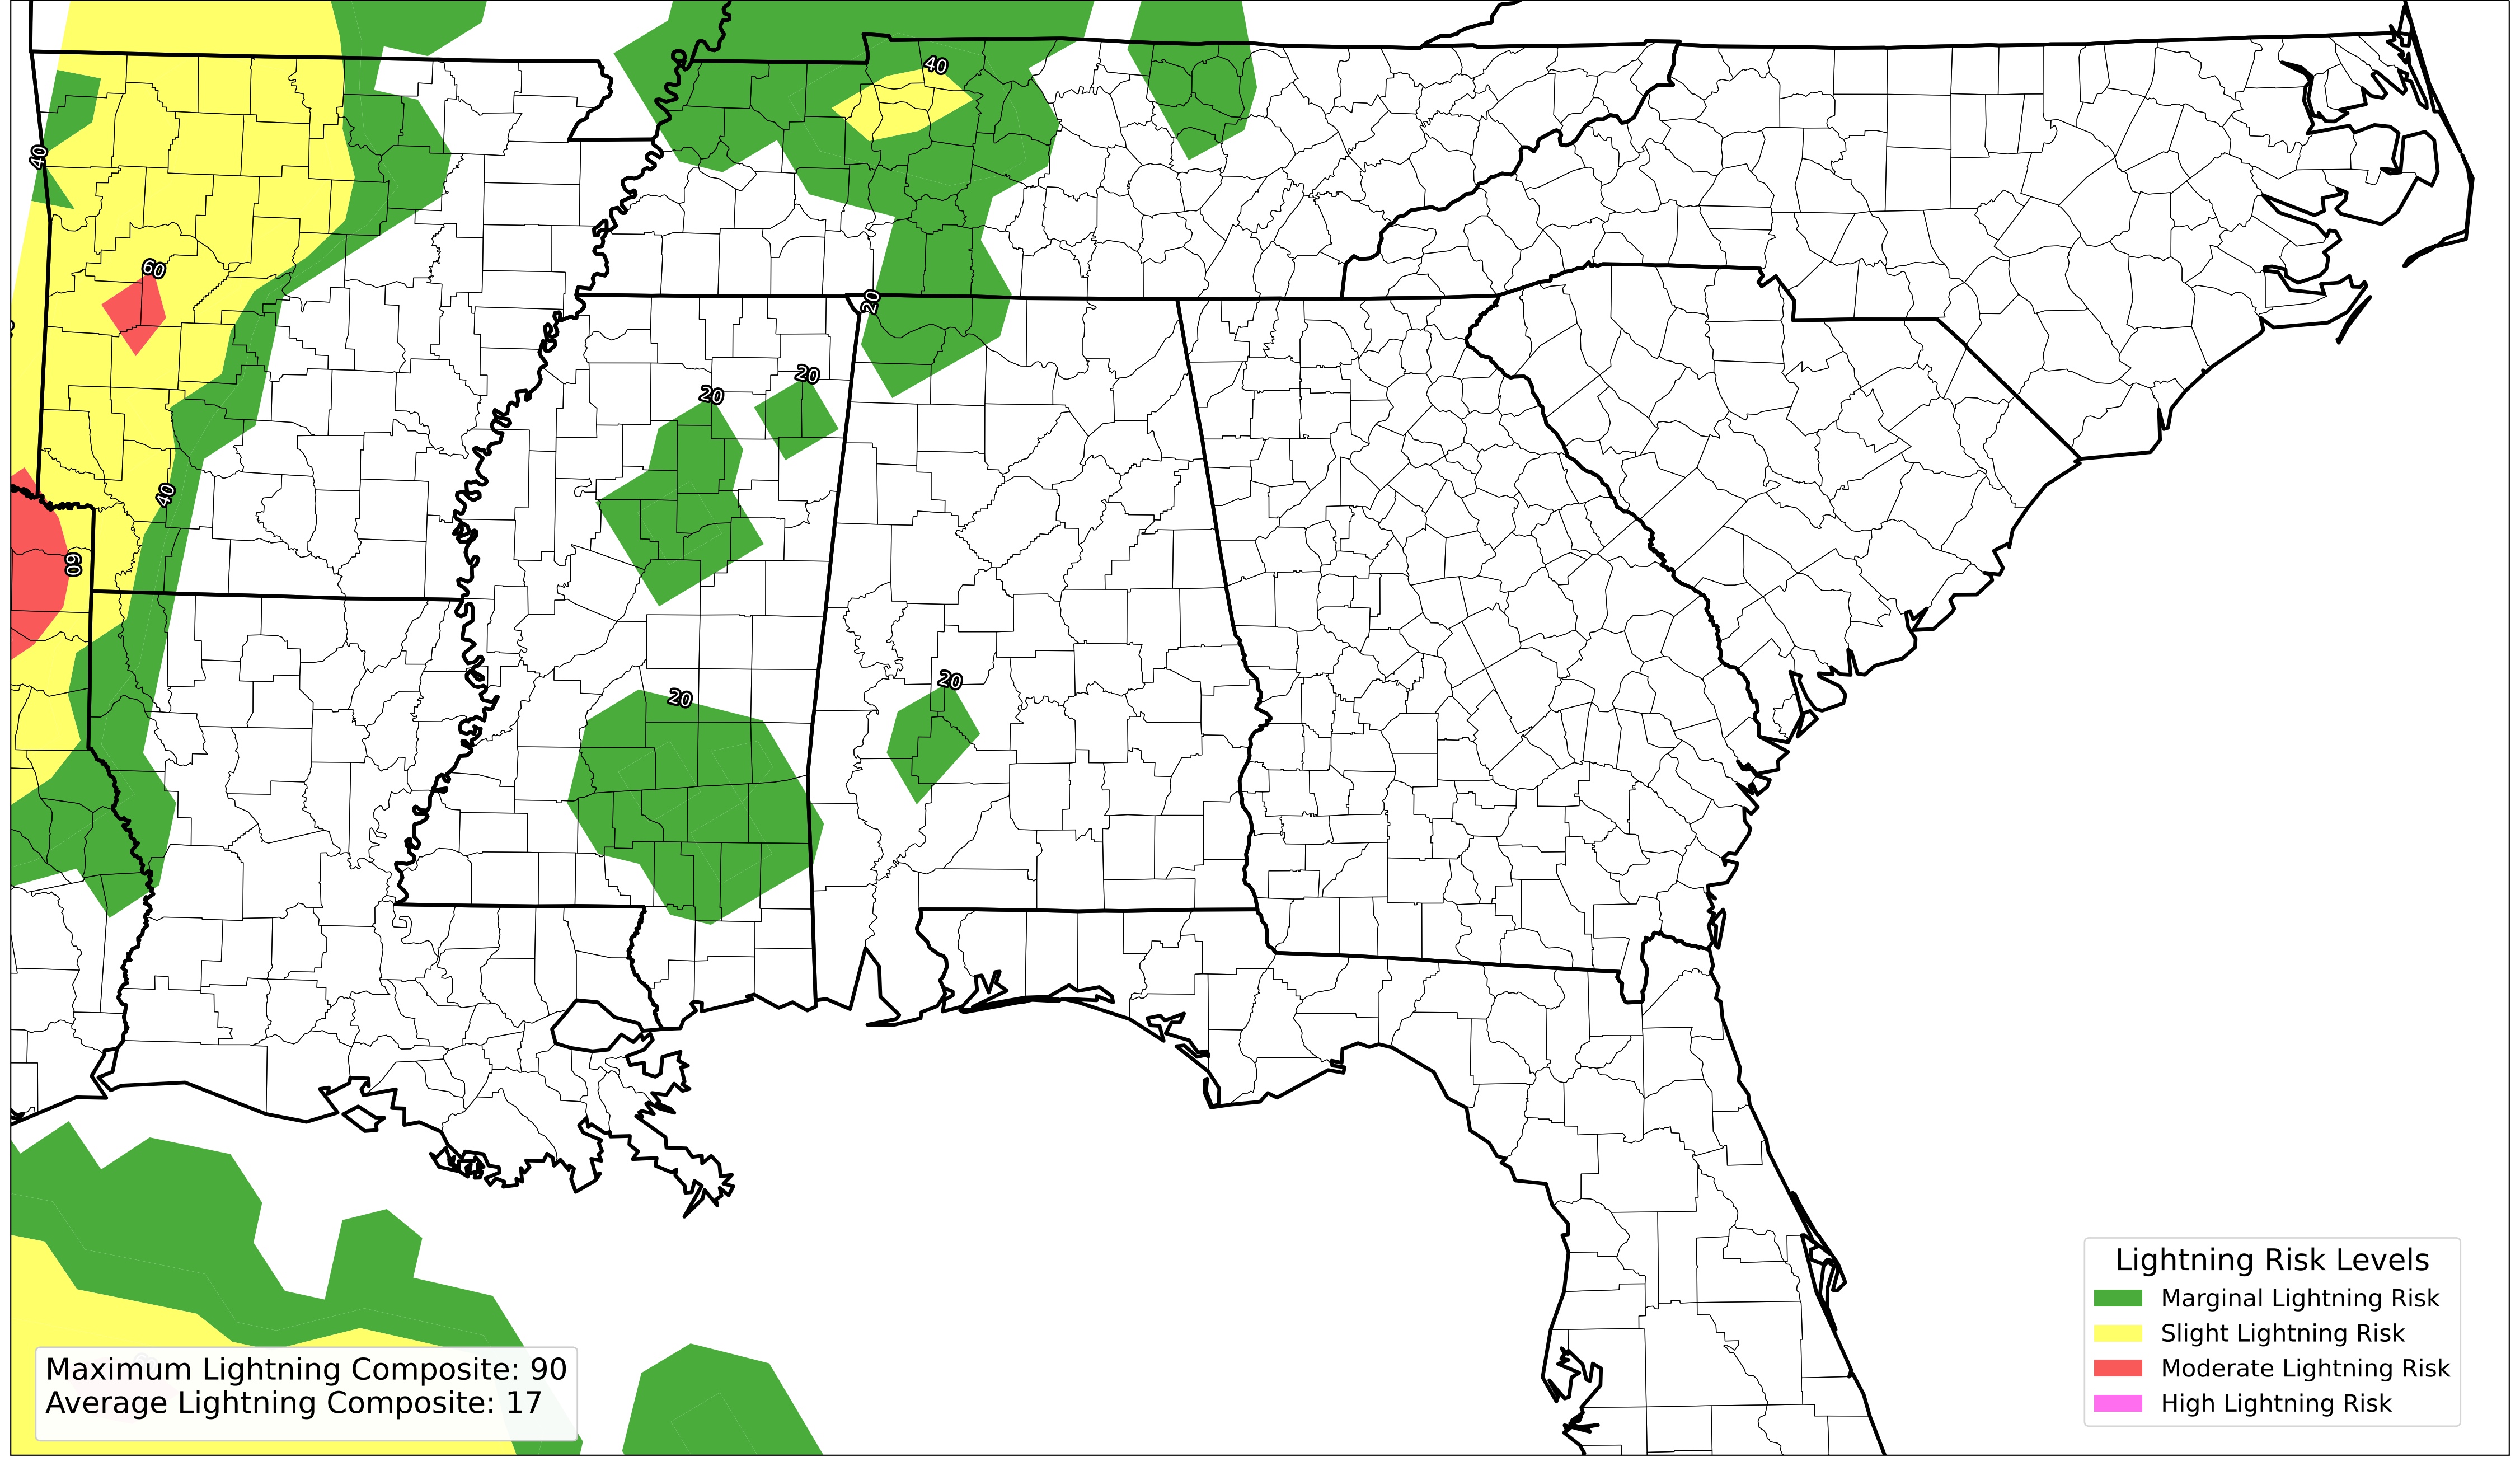 40
40
60
20
20
20
40
60
20
20
Lightning Risk Levels
Marginal Lightning Risk
Slight Lightning Risk
Moderate Lightning Risk
High Lightning Risk
Maximum Lightning Composite: 90
Average Lightning Composite: 17